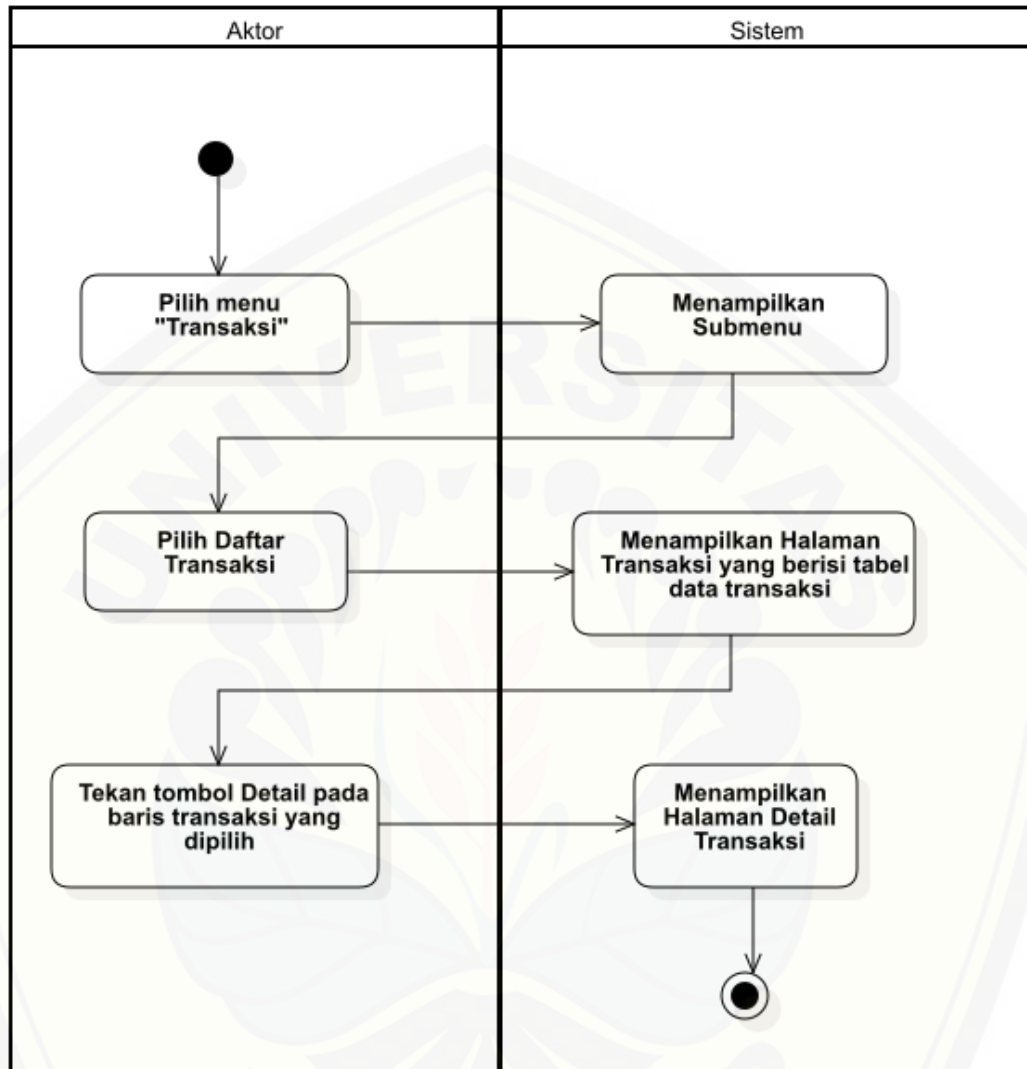 Aktor
Sistem
Pilih menu
"Transaksi"
Menampilkan
Submenu
Pilih Daftar
Transaksi
Menampilkan Halaman
Transaksi yang berisi tabel
data transaksi
Tekan tombol Detail pada
baris transaksi yang
dipilih
Menampilkan
Halaman Detail
Transaksi
UNIVERSITAS